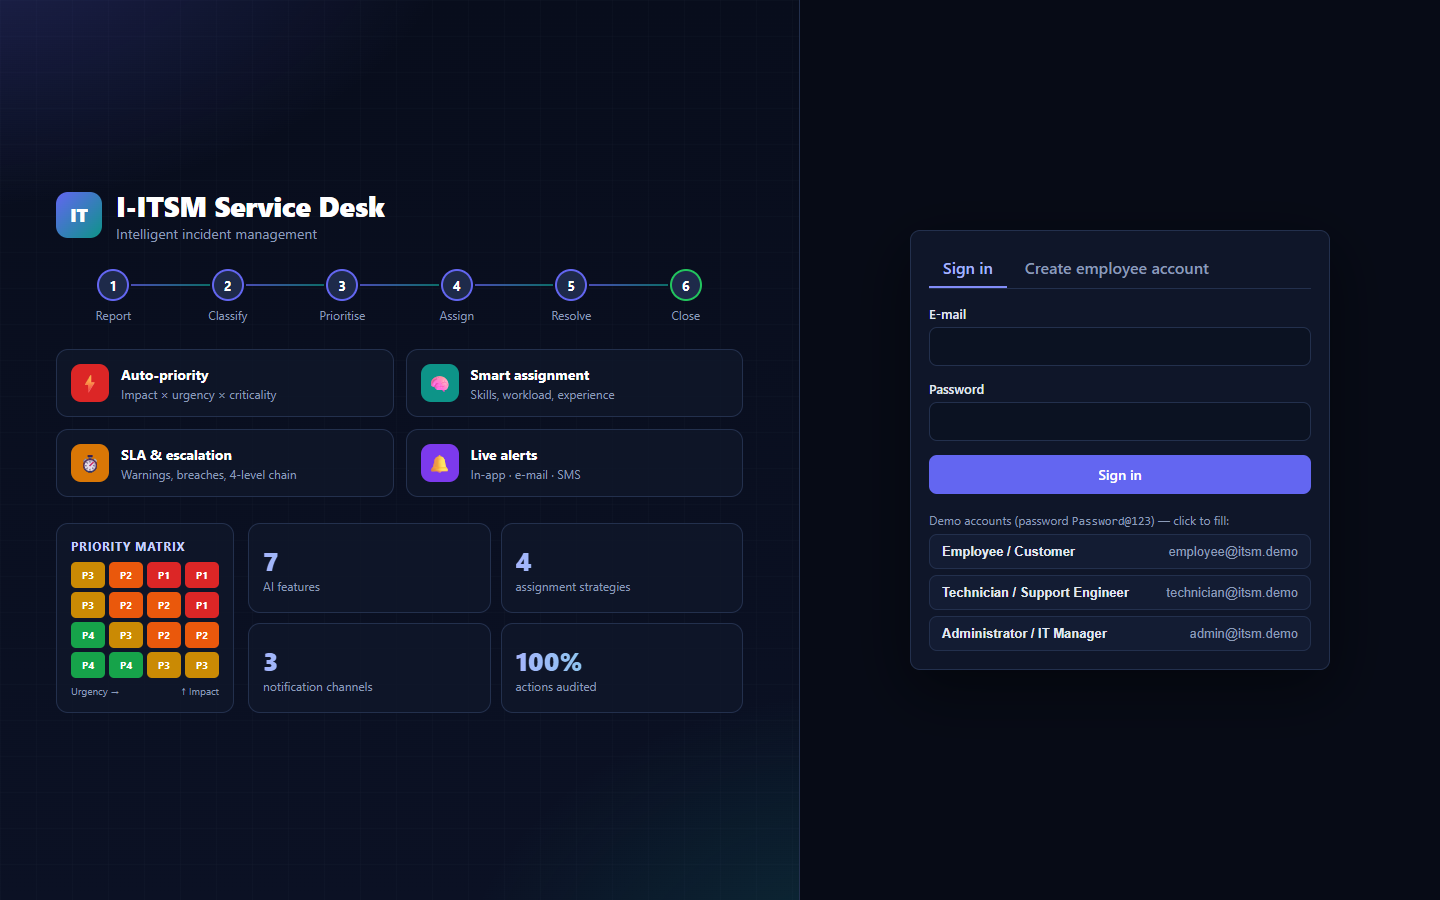 IT
I-ITSM Service Desk
Intelligent incident management
1 2 3 4 5 6
Report Classify Prioritise Assign Resolve Close
Auto-priority
Impact × urgency × criticality
Smart assignment
Skills, workload, experience
SLA & escalation
Warnings, breaches, 4-level chain
Live alerts
In-app · e-mail · SMS
PRIORITY MATRIX
P3 P2 P1 P1
P3 P2 P2 P1
P4 P3 P2 P2
P4 P4 P3 P3
Urgency → ↑ Impact
7
AI features
4
assignment strategies
3
notification channels
100%
actions audited
Sign in Create employee account
E-mail
Password
Sign in
Demo accounts (password Password@123) — click to fill:
Employee / Customer employee@itsm.demo
Technician / Support Engineer technician@itsm.demo
Administrator / IT Manager admin@itsm.demo